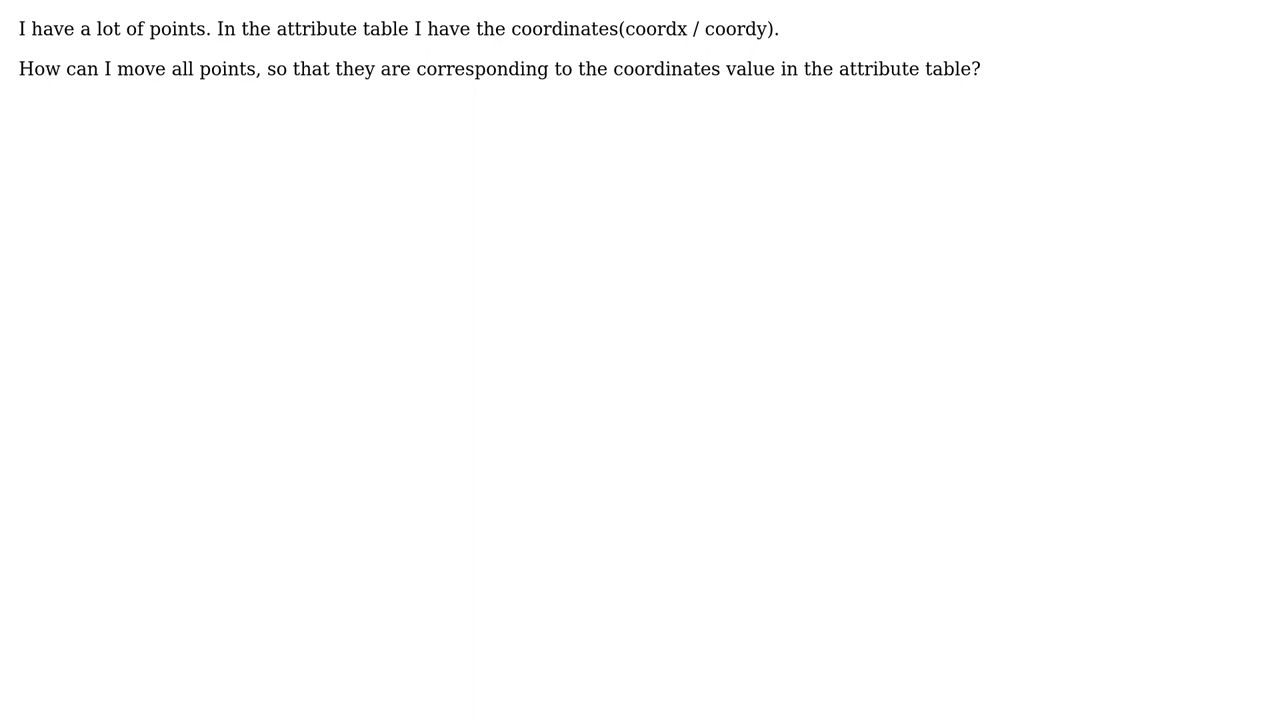 I have a lot of points. In the attribute table I have the coordinates(coordx / coordy).
How can I move all points, so that they are corresponding to the coordinates value in the attribute table?